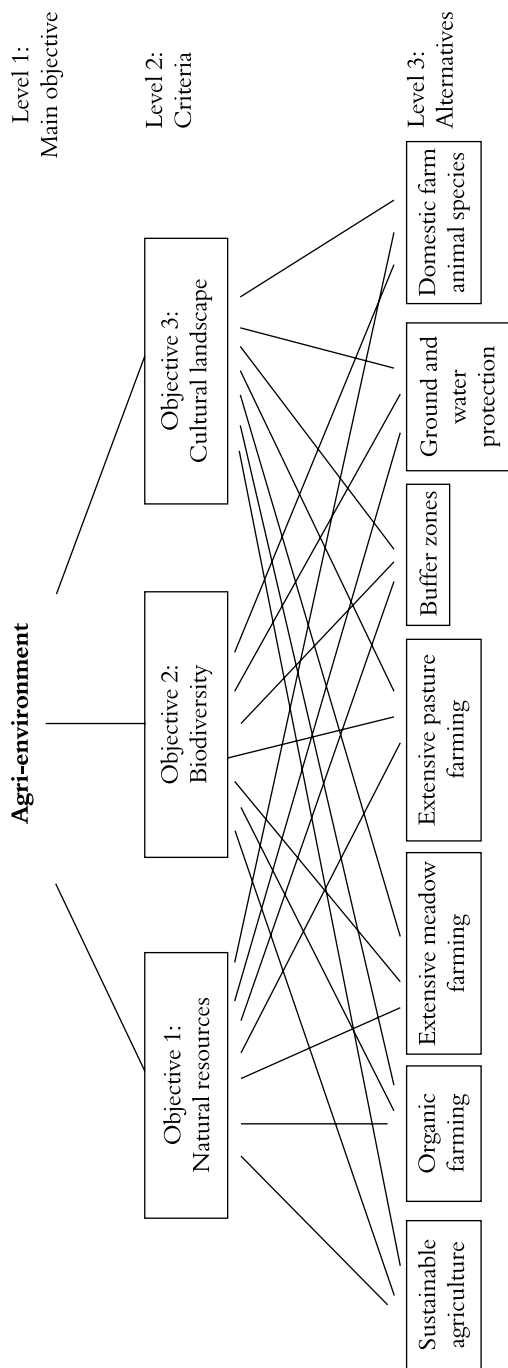 Level 1:
Main objective
Agri-environment
Level 2:
Criteria
Objective 1:
Natural resources
Objective 2:
Biodiversity
Objective 3:
Cultural landscape
Level 3:
Alternatives
Sustainable
agriculture
Organic
farming
Extensive meadow
farming
Extensive pasture
farming
Buffer zones
Ground and
water
protection
Domestic farm
animal species